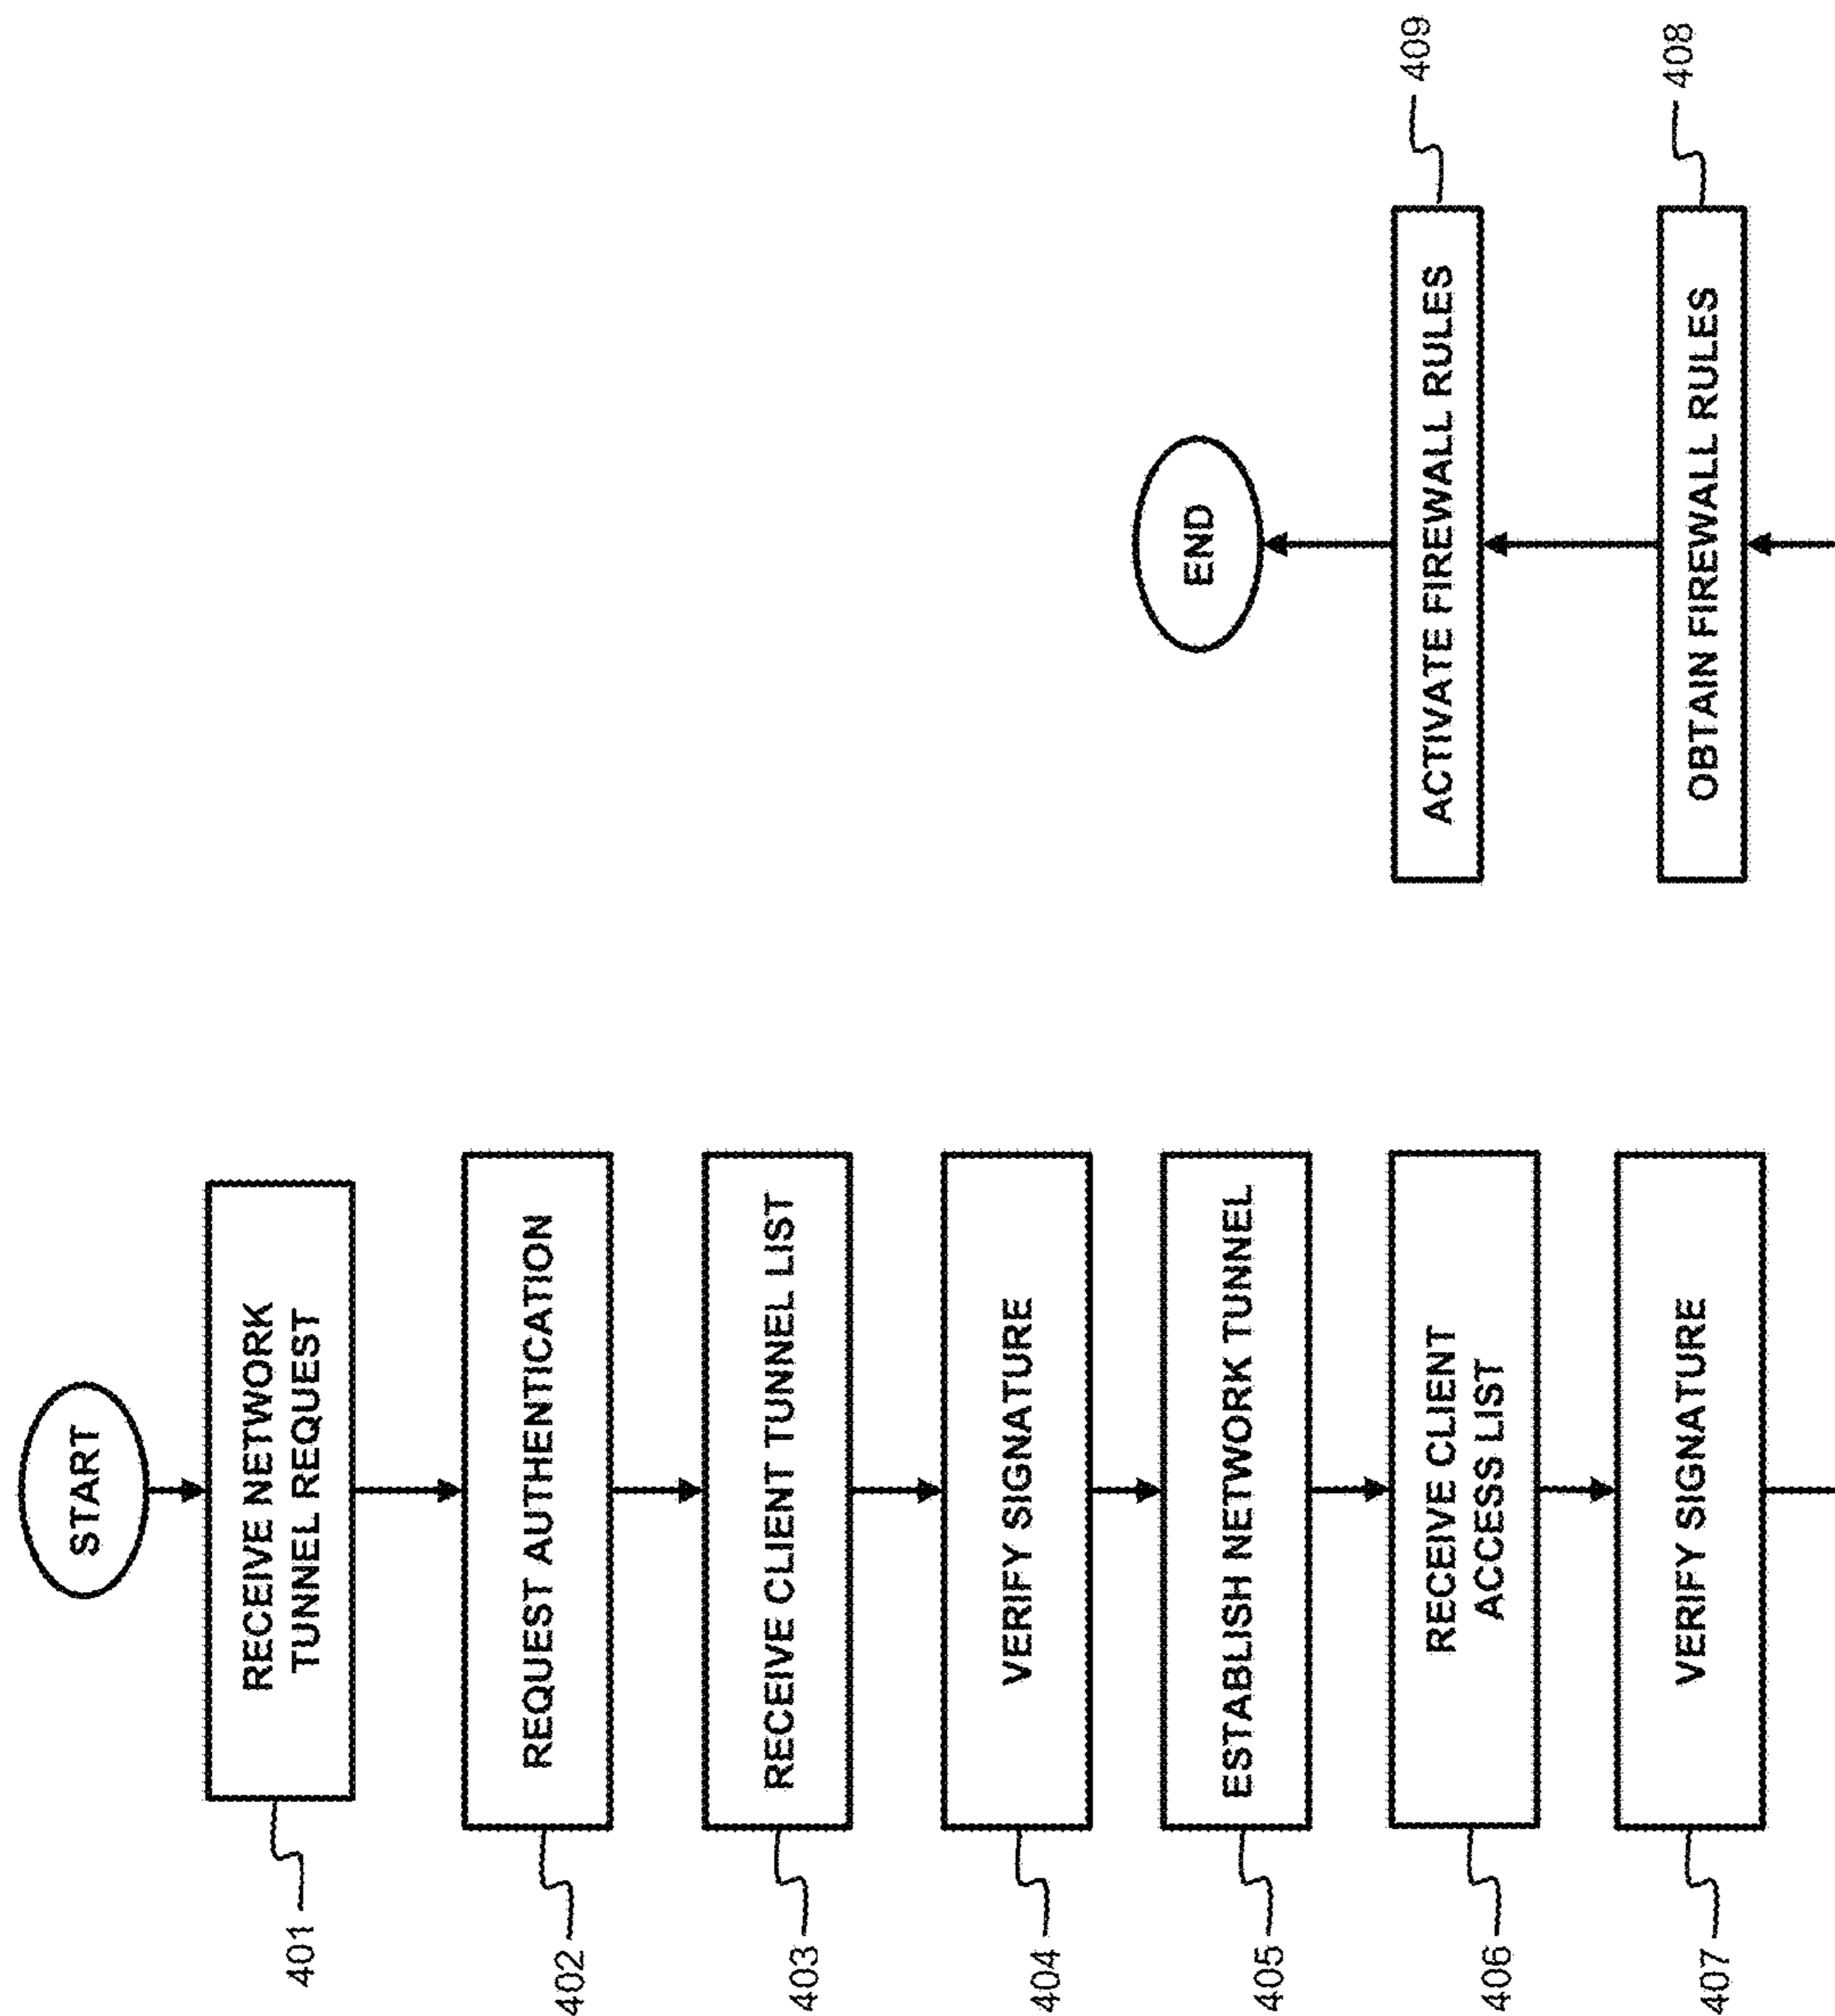 START
RECEIVE NETWORK
TUNNEL REQUEST
401
REQUEST AUTHENTICATION
402
RECEIVE CLIENT TUNNEL LIST
403
VERIFY SIGNATURE
404
ESTABLISH NETWORK TUNNEL
405
RECEIVE CLIENT
ACCESS LIST
406
VERIFY SIGNATURE
407
OBTAIN FIREWALL RULES
408
ACTIVATE FIREWALL RULES
409
END